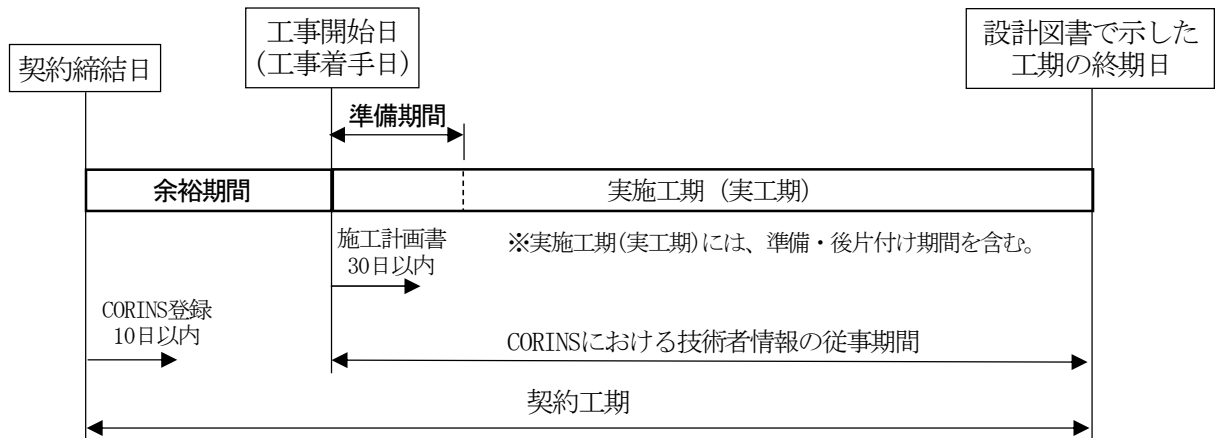 契約締結日
工事開始日
(工事着手日)
設計図書で示した
工期の終期日
準備期間
余裕期間
実施工期（実工期）
施工計画書
30日以内
※実施工期(実工期)には、準備・後片付け期間を含む。
CORINS登録
10日以内
CORINSにおける技術者情報の従事期間
契約工期